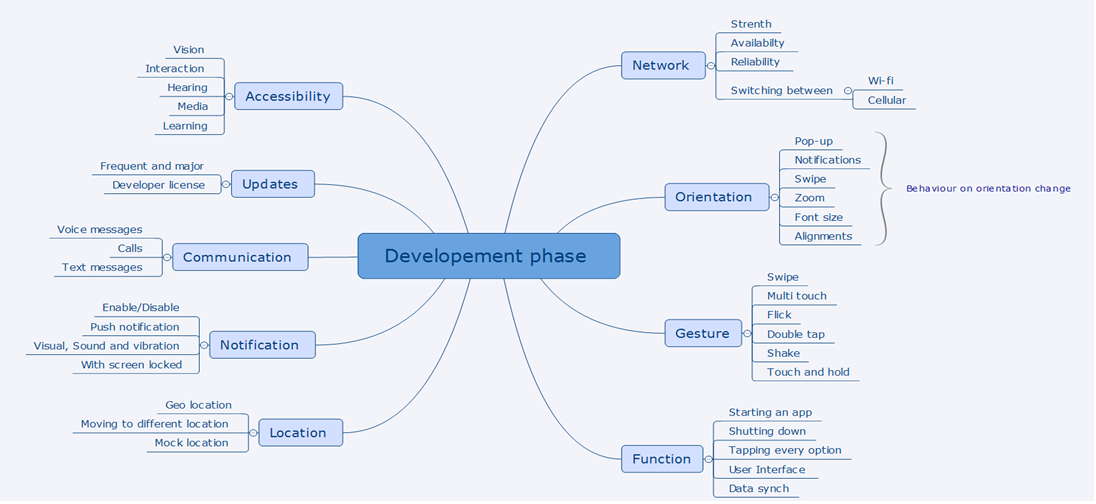 Developement phase
Accessibility
Vision
Interaction
Hearing
Media
Learning
Updates
Frequent and major
Developer license
Communication
Voice messages
Calls
Text messages
Notification
Enable/Disable
Push notification
Visual, Sound and vibration
With screen locked
Location
Geo location
Moving to different location
Mock location
Network
Strenth
Availabilty
Reliability
Switching between
Wi-fi
Cellular
Orientation
Pop-up
Notifications
Swipe
Zoom
Font size
Alignments
Behaviour on orientation change
Gesture
Swipe
Multi touch
Flick
Double tap
Shake
Touch and hold
Function
Starting an app
Shutting down
Tapping every option
User Interface
Data synch